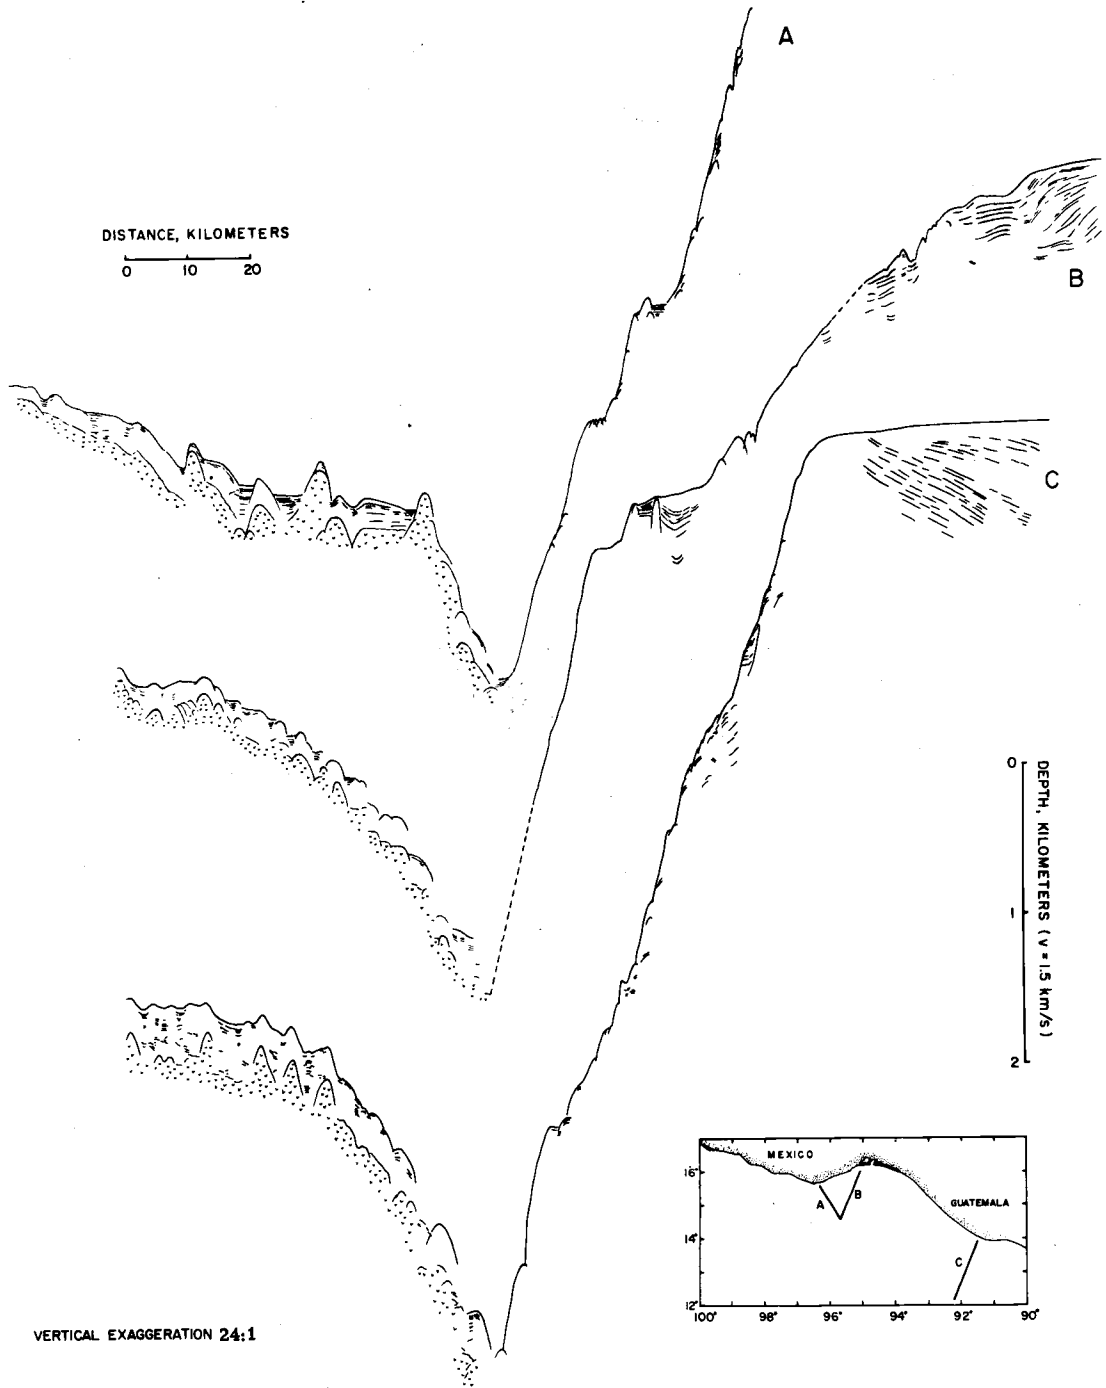 A
DISTANCE, KILOMETERS
0 10 20
B
C
0
1
2
DEPTH, KILOMETERS (v = 1.5 km/s)
MEXICO
16°
A
B
GUATEMALA
14°
C
12°
100° 98° 96° 94° 92° 90°
VERTICAL EXAGGERATION 24:1